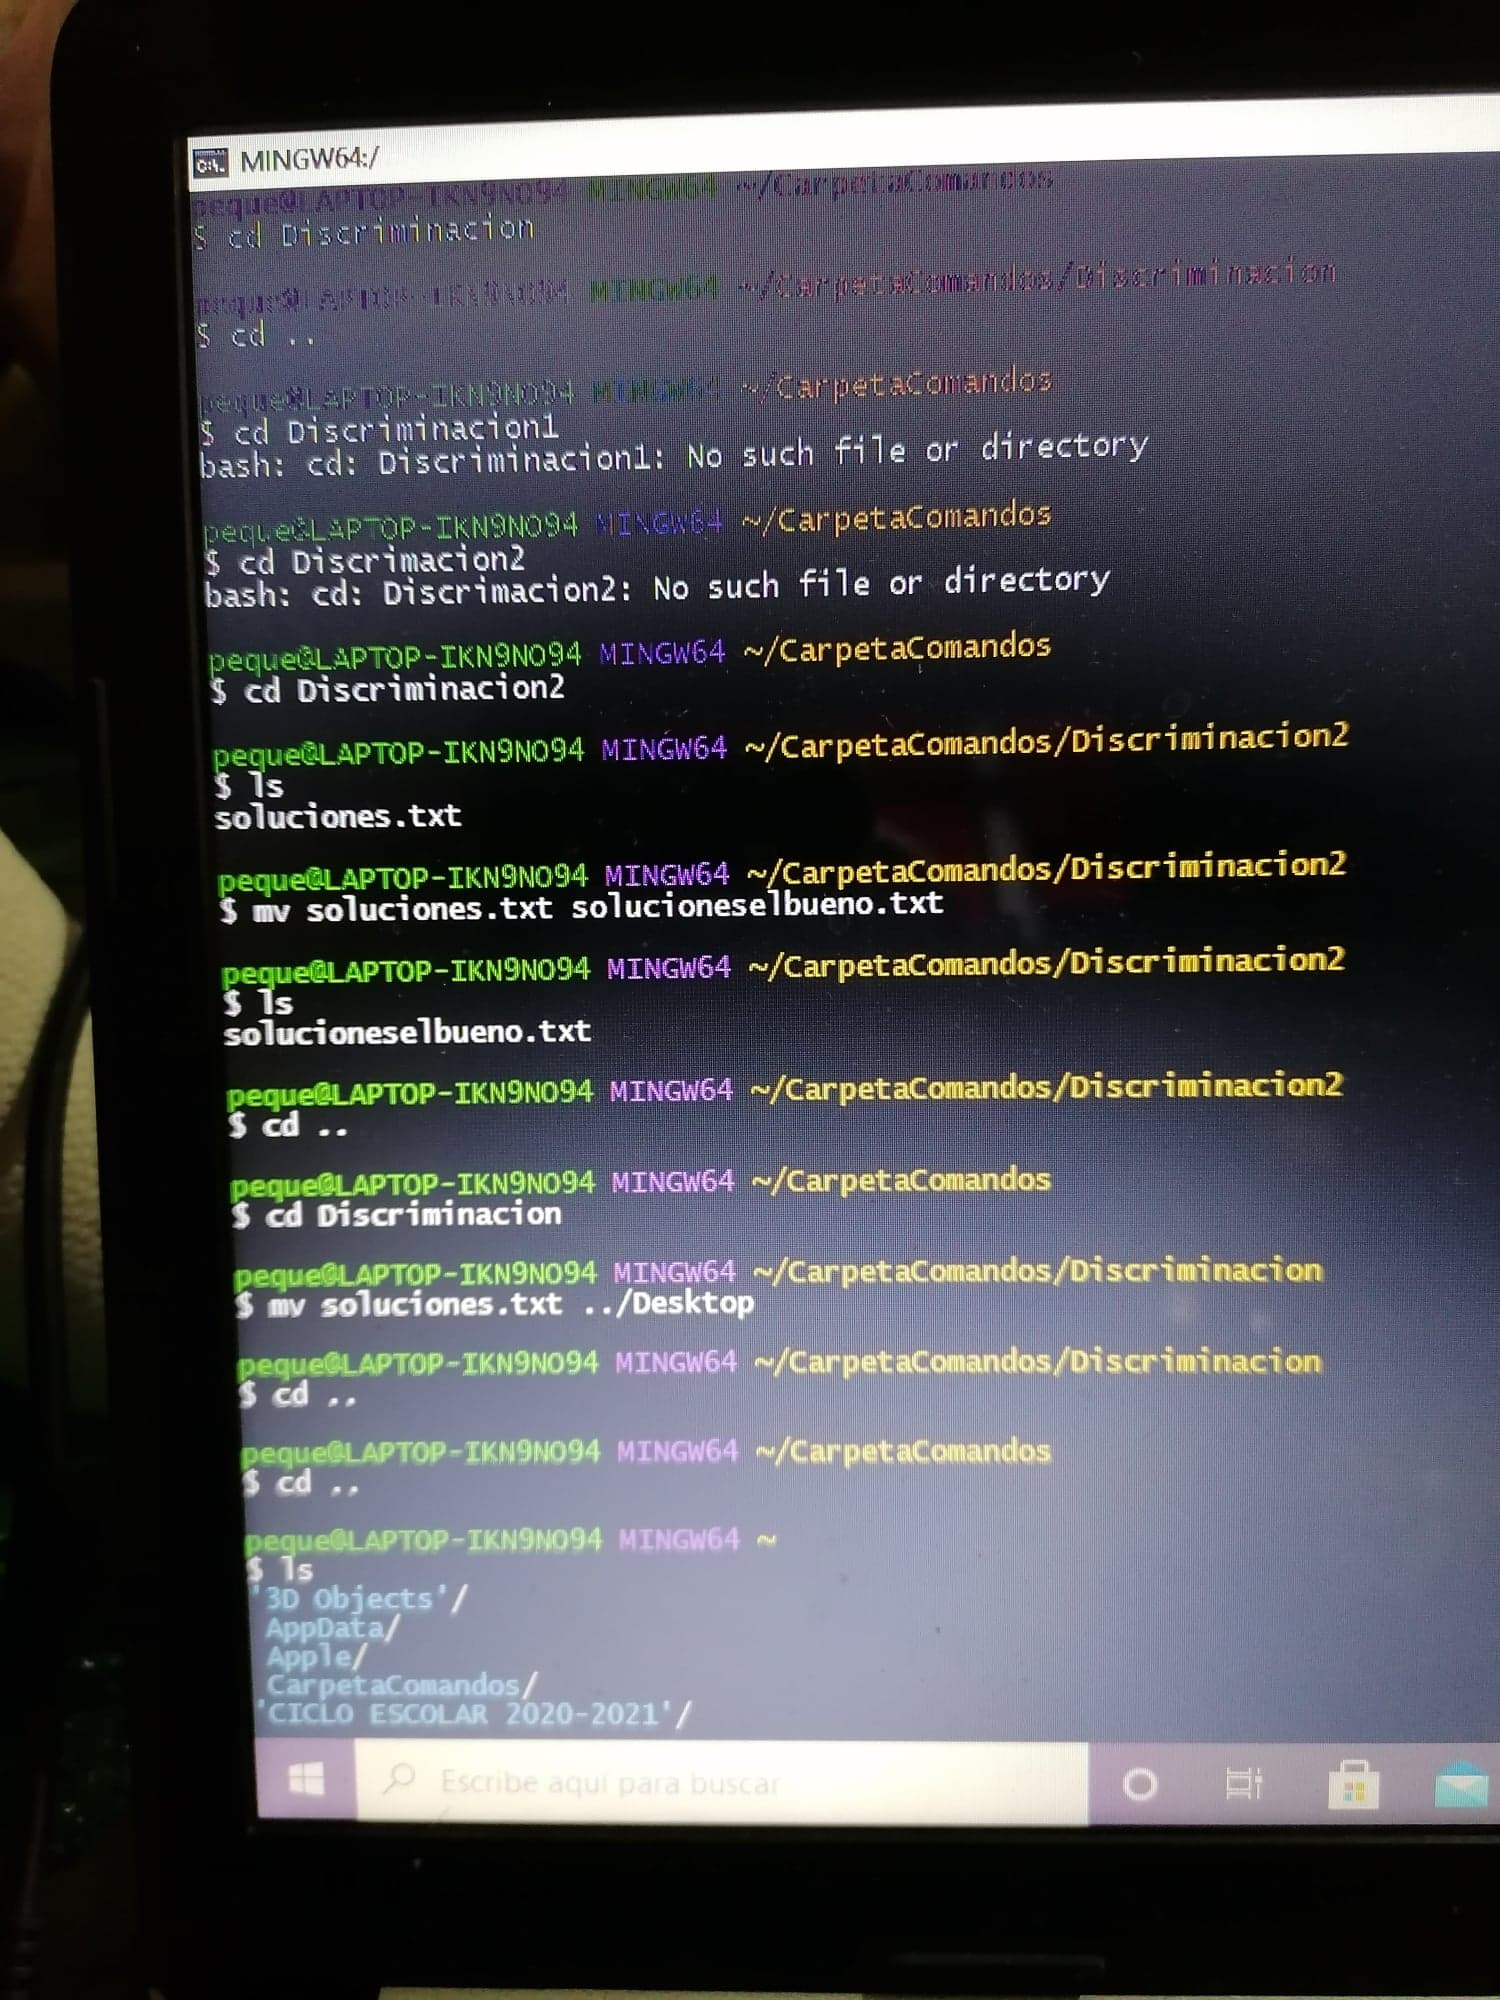 MINGW64:/
peque@LAPTOP-IKN9NO94 MINGW64 ~/CarpetaComandos
$ cd Discriminacion
peque@LAPTOP-IKN9NO94 MINGW64 ~/CarpetaComandos/Discriminacion
$ cd ..
peque@LAPTOP-IKN9NO94 MINGW64 ~/CarpetaComandos
$ cd Discriminacion1
bash: cd: Discriminacion1: No such file or directory
peque@LAPTOP-IKN9NO94 MINGW64 ~/CarpetaComandos
$ cd Discrimacion2
bash: cd: Discrimacion2: No such file or directory
peque@LAPTOP-IKN9NO94 MINGW64 ~/CarpetaComandos
$ cd Discriminacion2
peque@LAPTOP-IKN9NO94 MINGW64 ~/CarpetaComandos/Discriminacion2
$ ls
soluciones.txt
peque@LAPTOP-IKN9NO94 MINGW64 ~/CarpetaComandos/Discriminacion2
$ mv soluciones.txt solucioneselbueno.txt
peque@LAPTOP-IKN9NO94 MINGW64 ~/CarpetaComandos/Discriminacion2
$ ls
solucioneselbueno.txt
peque@LAPTOP-IKN9NO94 MINGW64 ~/CarpetaComandos/Discriminacion2
$ cd ..
peque@LAPTOP-IKN9NO94 MINGW64 ~/CarpetaComandos
$ cd Discriminacion
peque@LAPTOP-IKN9NO94 MINGW64 ~/CarpetaComandos/Discriminacion
$ mv soluciones.txt ../Desktop
peque@LAPTOP-IKN9NO94 MINGW64 ~/CarpetaComandos/Discriminacion
$ cd ..
peque@LAPTOP-IKN9NO94 MINGW64 ~/CarpetaComandos
$ cd ..
peque@LAPTOP-IKN9NO94 MINGW64 ~
$ ls
'3D Objects'/
AppData/
Apple/
CarpetaComandos/
'CICLO ESCOLAR 2020-2021'/
Escribe aquí para buscar